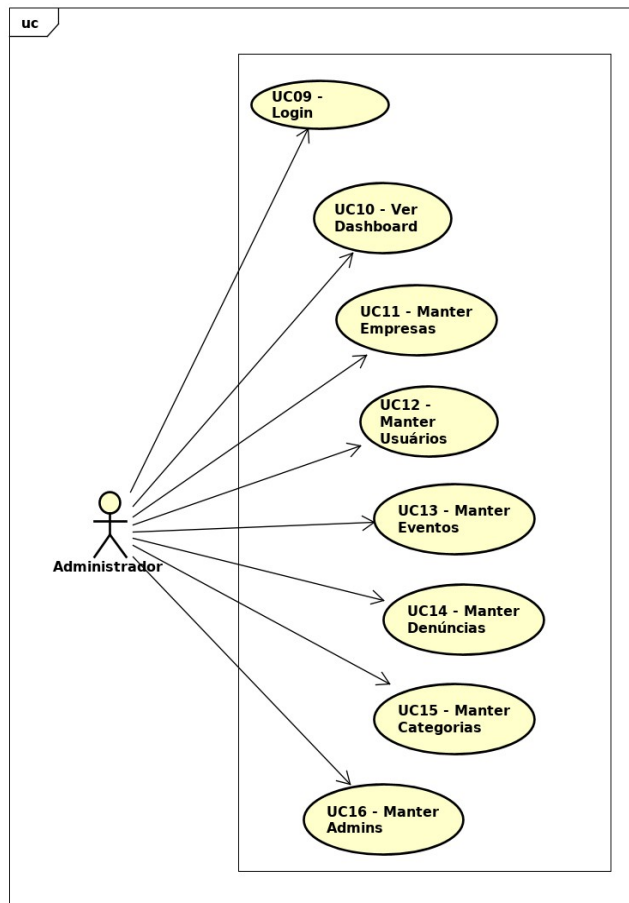 uc
UC09 -
Login
UC10 - Ver
Dashboard
UC11 - Manter
Empresas
UC12 -
Manter
Usuários
UC13 - Manter
Eventos
Administrador
UC14 - Manter
Denúncias
UC15 - Manter
Categorias
UC16 - Manter
Admins